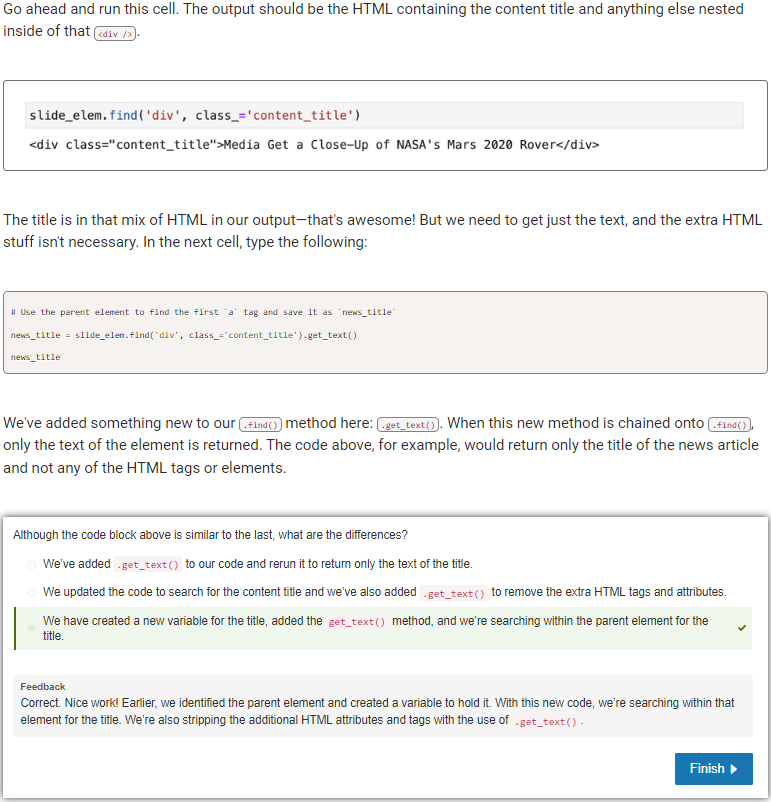 Go ahead and run this cell. The output should be the HTML containing the content title and anything else nested
inside of that <div />.
slide_elem.find('div', class_='content_title')
<div class="content_title">Media Get a Close-Up of NASA's Mars 2020 Rover</div>
The title is in that mix of HTML in our output—that's awesome! But we need to get just the text, and the extra HTML
stuff isn't necessary. In the next cell, type the following:
# Use the parent element to find the first `a` tag and save it as `news_title`
news_title = slide_elem.find('div', class_='content_title').get_text()
news_title
We've added something new to our .find() method here: .get_text(). When this new method is chained onto .find(),
only the text of the element is returned. The code above, for example, would return only the title of the news article
and not any of the HTML tags or elements.
Although the code block above is similar to the last, what are the differences?
We've added .get_text() to our code and rerun it to return only the text of the title.
We updated the code to search for the content title and we've also added .get_text() to remove the extra HTML tags and attributes.
We have created a new variable for the title, added the get_text() method, and we're searching within the parent element for the
title.
Feedback
Correct. Nice work! Earlier, we identified the parent element and created a variable to hold it. With this new code, we're searching within that
element for the title. We're also stripping the additional HTML attributes and tags with the use of .get_text().
Finish